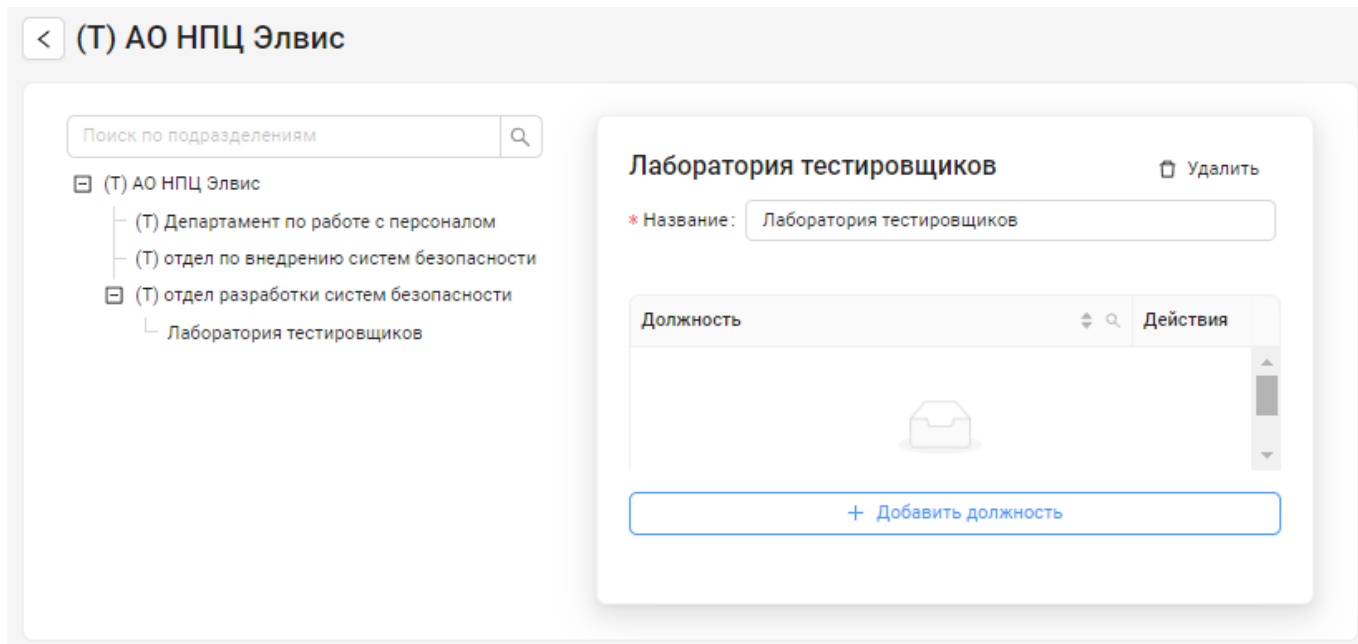 (Т) АО НПЦ Элвис
Поиск по подразделениям
(Т) АО НПЦ Элвис
(Т) Департамент по работе с персоналом
(Т) отдел по внедрению систем безопасности
(Т) отдел разработки систем безопасности
Лаборатория тестировщиков
Лаборатория тестировщиков
Удалить
* Название: Лаборатория тестировщиков
Должность Действия
+ Добавить должность